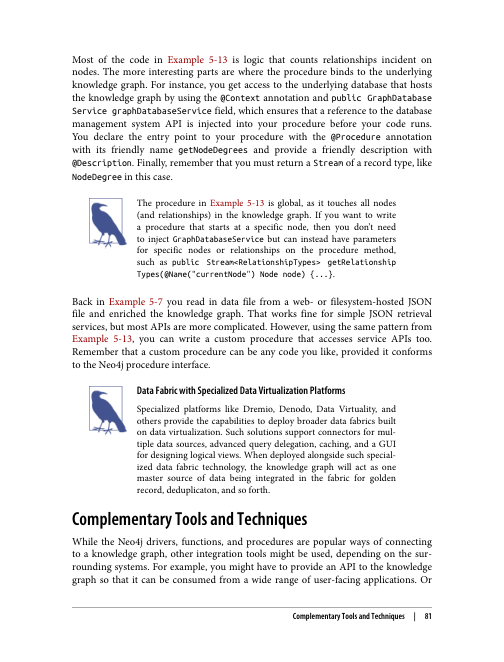 Most of the code in Example 5-13 is logic that counts relationships incident on
nodes. The more interesting parts are where the procedure binds to the underlying
knowledge graph. For instance, you get access to the underlying database that hosts
the knowledge graph by using the @Context annotation and public GraphDatabase
Service graphDatabaseService field, which ensures that a reference to the database
management system API is injected into your procedure before your code runs.
You declare the entry point to your procedure with the @Procedure annotation
with its friendly name getNodeDegrees and provide a friendly description with
@Description. Finally, remember that you must return a Stream of a record type, like
NodeDegree in this case.
The procedure in Example 5-13 is global, as it touches all nodes
(and relationships) in the knowledge graph. If you want to write
a procedure that starts at a specific node, then you don't need
to inject GraphDatabaseService but can instead have parameters
for specific nodes or relationships on the procedure method,
such as public Stream<RelationshipTypes> getRelationship
Types(@Name("currentNode") Node node) {...}.
Back in Example 5-7 you read in data file from a web- or filesystem-hosted JSON
file and enriched the knowledge graph. That works fine for simple JSON retrieval
services, but most APIs are more complicated. However, using the same pattern from
Example 5-13, you can write a custom procedure that accesses service APIs too.
Remember that a custom procedure can be any code you like, provided it conforms
to the Neo4j procedure interface.
Data Fabric with Specialized Data Virtualization Platforms
Specialized platforms like Dremio, Denodo, Data Virtuality, and
others provide the capabilities to deploy broader data fabrics built
on data virtualization. Such solutions support connectors for mul-
tiple data sources, advanced query delegation, caching, and a GUI
for designing logical views. When deployed alongside such special-
ized data fabric technology, the knowledge graph will act as one
master source of data being integrated in the fabric for golden
record, deduplicaton, and so forth.
Complementary Tools and Techniques
While the Neo4j drivers, functions, and procedures are popular ways of connecting
to a knowledge graph, other integration tools might be used, depending on the sur-
rounding systems. For example, you might have to provide an API to the knowledge
graph so that it can be consumed from a wide range of user-facing applications. Or
Complementary Tools and Techniques | 81